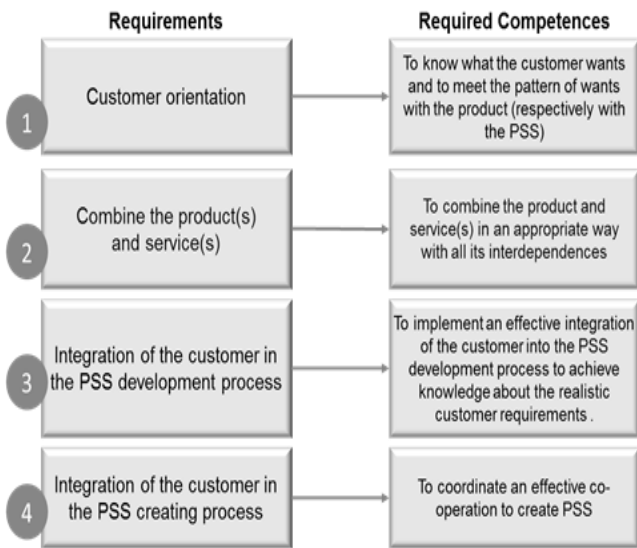 Requirements
Required Competences
1
Customer orientation
To know what the customer wants
and to meet the pattern of wants
with the product (respectively with
the PSS)
2
Combine the product(s)
and service(s)
To combine the product and
service(s) in an appropriate way
with all its interdependences
3
Integration of the customer in
the PSS development process
To implement an effective integration
of the customer into the PSS
development process to achieve
knowledge about the realistic
customer requirements .
4
Integration of the customer in
the PSS creating process
To coordinate an effective co-
operation to create PSS